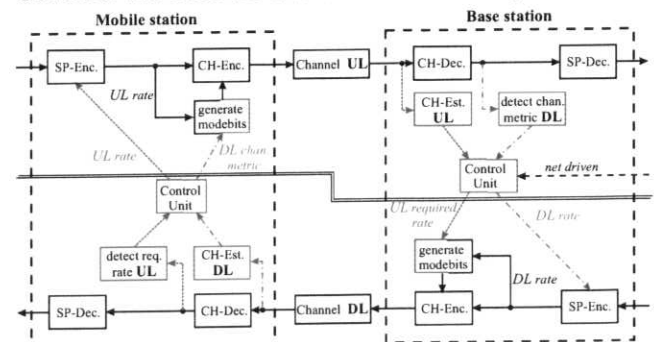 Mobile station
Base station
SP-Enc.
CH-Enc.
Channel UL
CH-Dec.
SP-Dec.
UL rate
generate
modebits
CH-Est.
UL
detect chan.
metric DL
UL rate
DL chan
metric
Control
Unit
Control
Unit
net driven
UL required
rate
DL rate
detect req.
rate UL
CH-Est.
DL
generate
modebits
DL rate
SP-Dec.
CH-Dec.
Channel DL
CH-Enc.
SP-Enc.